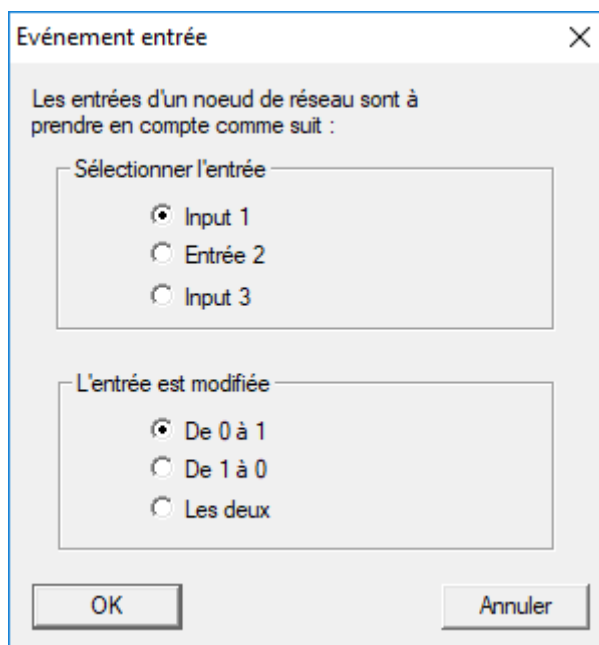 Evénement entrée
Les entrées d'un noeud de réseau sont à
prendre en compte comme suit :
Sélectionner l'entrée
Input 1
Entrée 2
Input 3
L'entrée est modifiée
De 0 à 1
De 1 à 0
Les deux
OK
Annuler